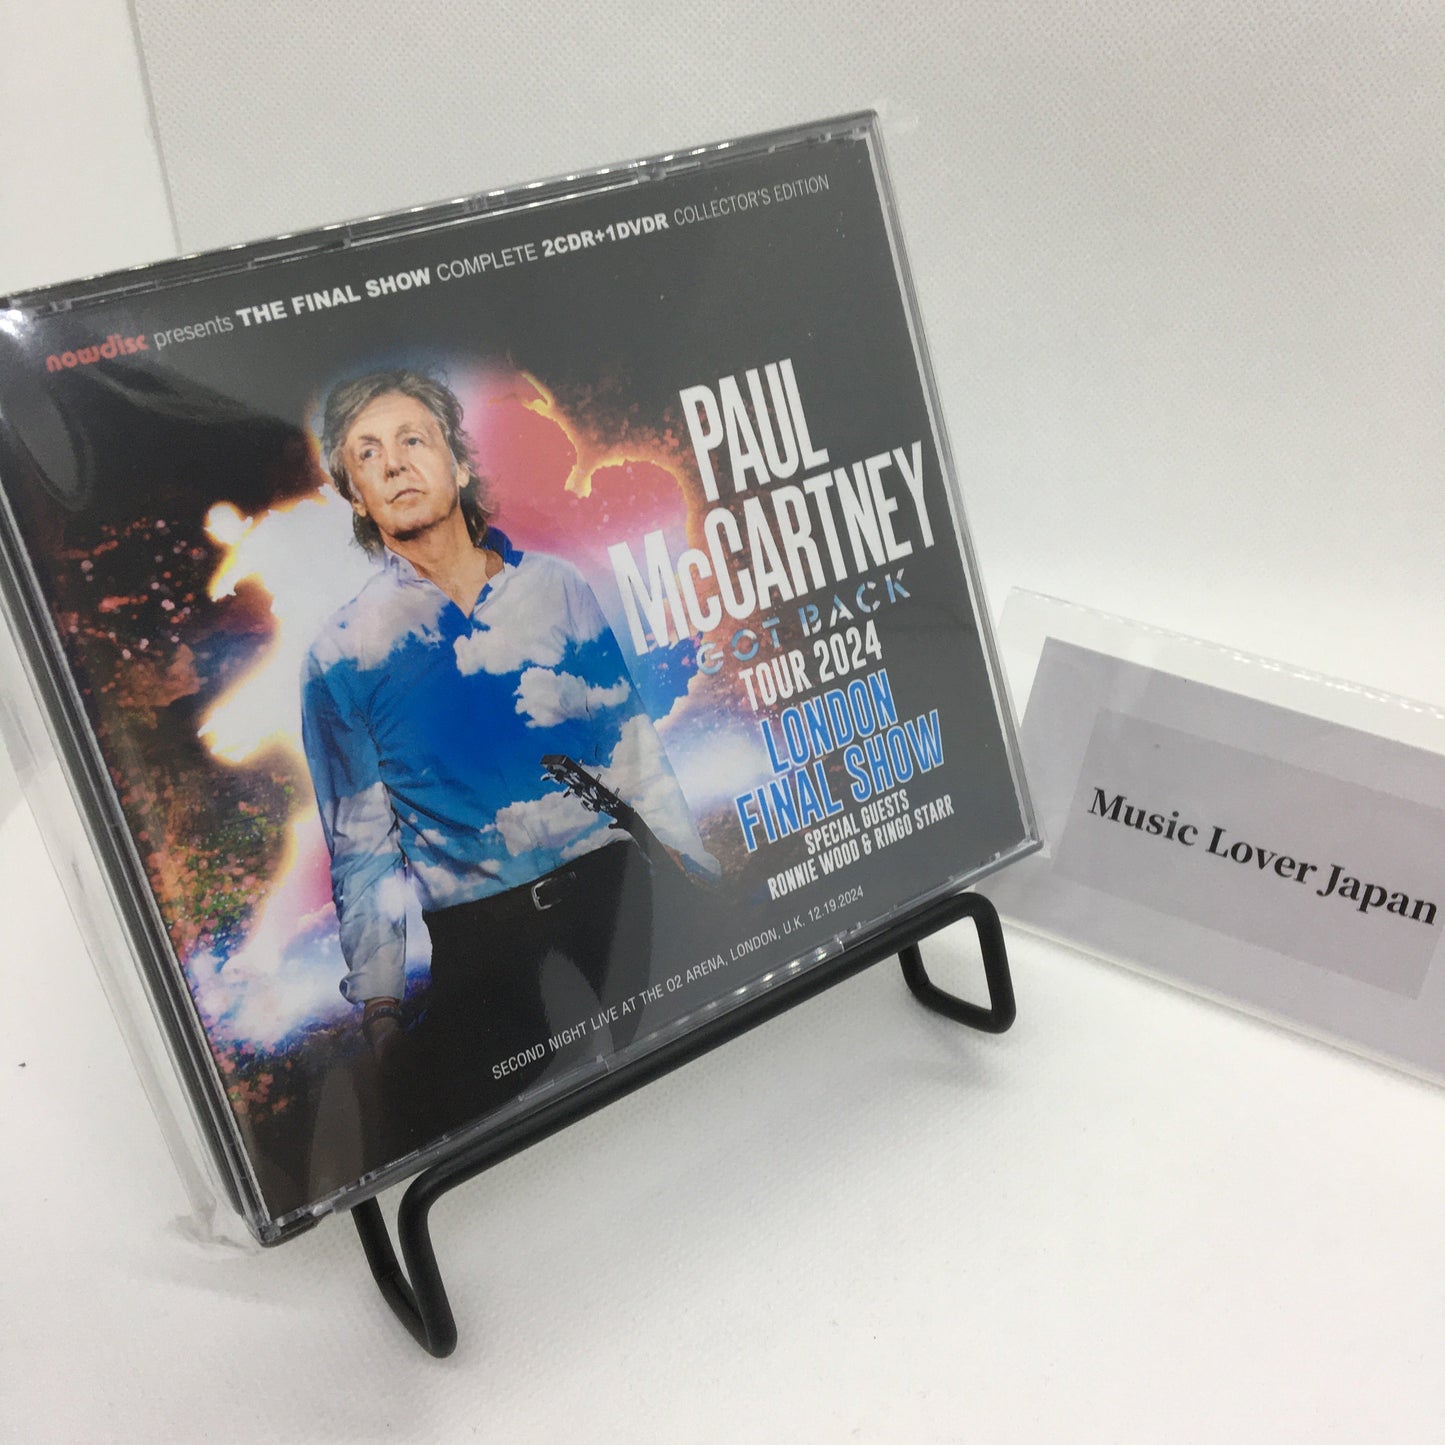 nowdisc presents THE FINAL SHOW COMPLETE 2CDR+1DVDR COLLECTOR'S EDITION
PAUL
McCARTNEY
GOT BACK
TOUR 2024
LONDON
FINAL SHOW
SPECIAL GUESTS
RONNIE WOOD & RINGO STARR
SECOND NIGHT LIVE AT THE O2 ARENA, LONDON, U.K. 12.19.2024
Music Lover Japan